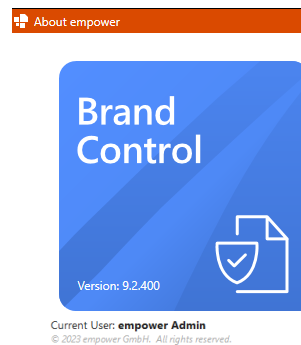 About empower
Brand
Control
Version: 9.2.400
Current User: empower Admin
© 2023 empower GmbH. All rights reserved.